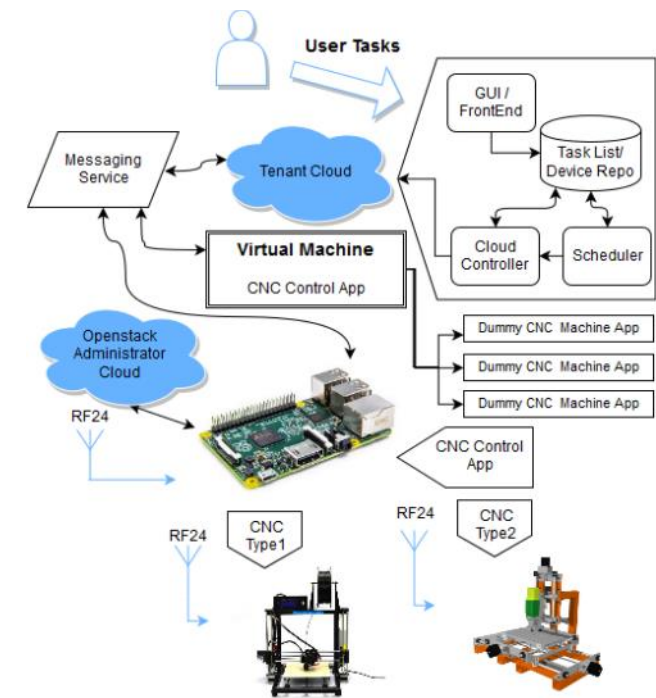 User Tasks
GUI /
FrontEnd
Task List/
Device Repo
Messaging
Service
Tenant Cloud
Cloud
Controller
Scheduler
Virtual Machine
CNC Control App
Openstack
Administrator
Cloud
Dummy CNC Machine App
Dummy CNC Machine App
Dummy CNC Machine App
RF24
CNC Control
App
RF24
CNC
Type1
RF24
CNC
Type2